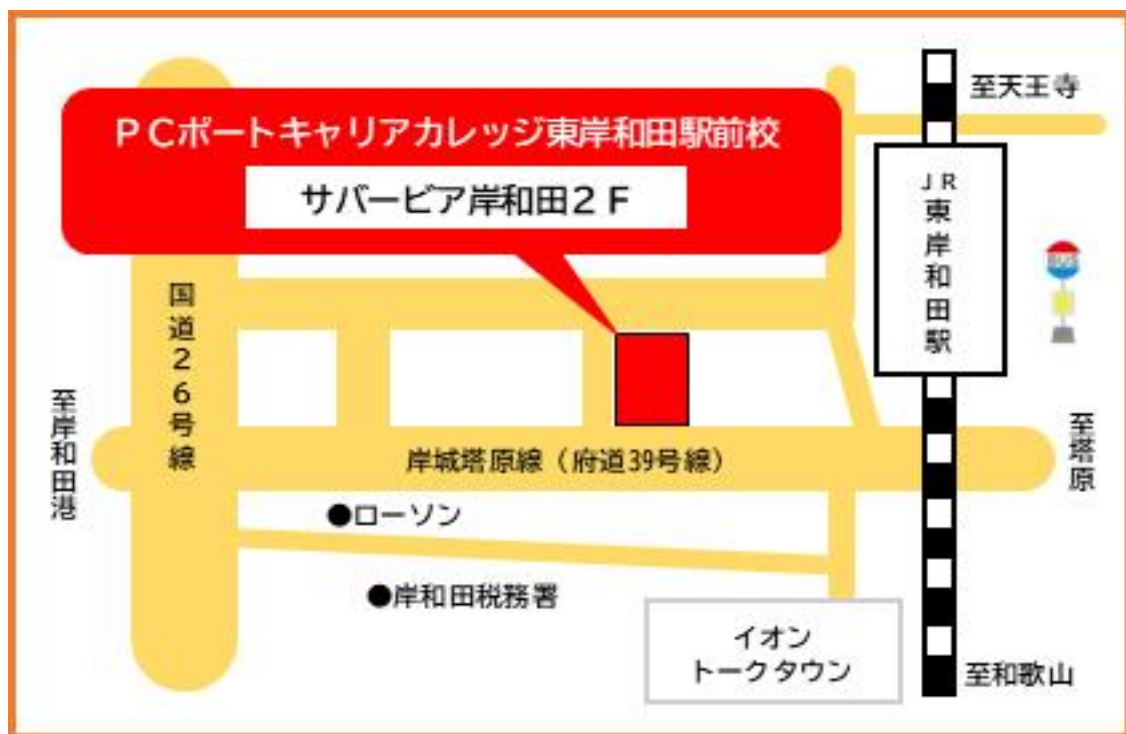 至天王寺
PCポートキャリアカレッジ東岸和田駅前校
サバービア岸和田2F
JR東岸和田駅
BUS
国道26号線
至岸和田港
岸城塔原線(府道39号線)
至塔原
●ローソン
●岸和田税務署
イオン
トークタウン
至和歌山